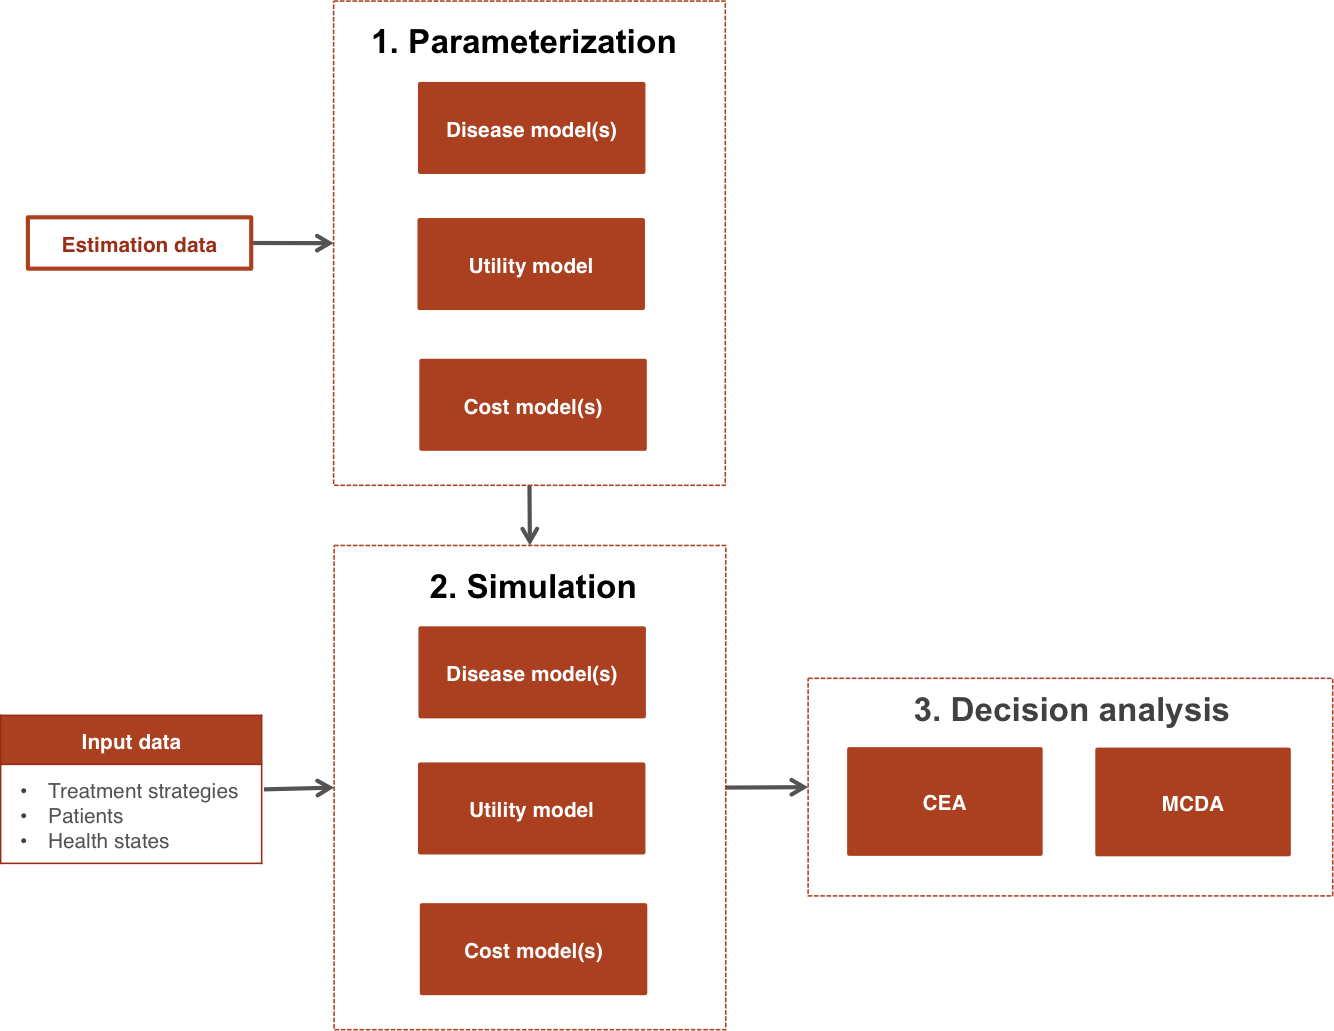 1. Parameterization
Disease model(s)
Estimation data
Utility model
Cost model(s)
2. Simulation
Disease model(s)
Input data
• Treatment strategies
• Patients
• Health states
Utility model
Cost model(s)
3. Decision analysis
CEA
MCDA